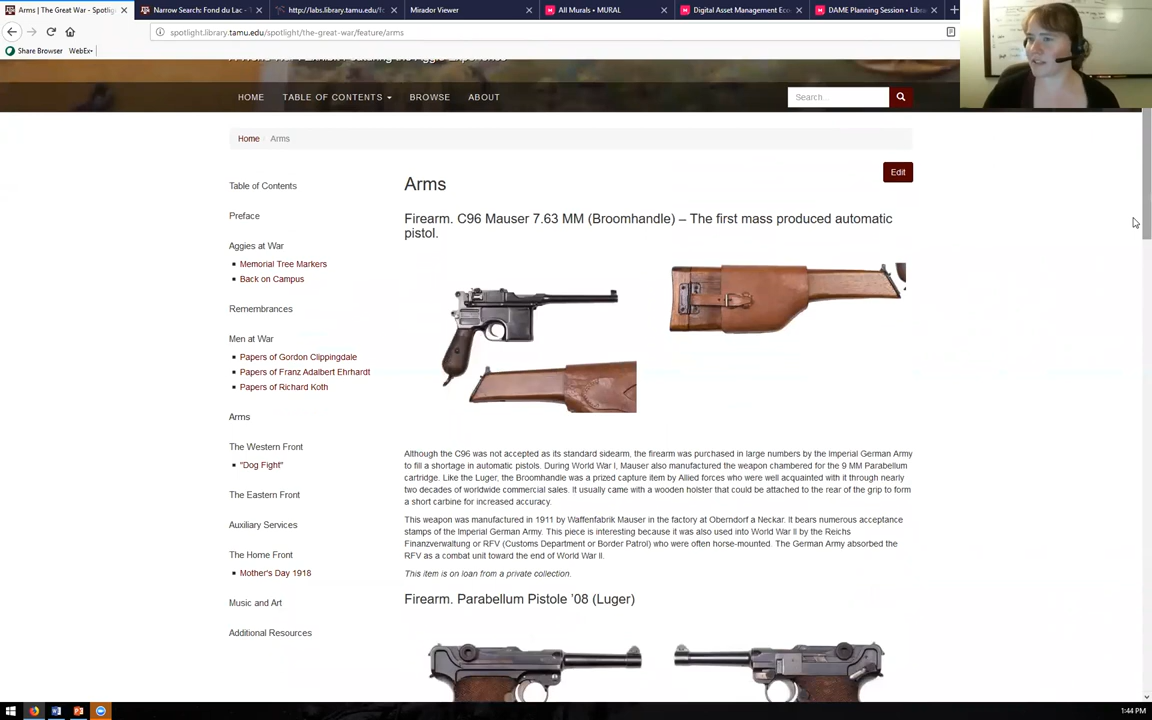 Arms | The Great War - Spotli
Narrow Search: Fond du Lac - T
http://labs.library.tamu.edu/fc
Mirador Viewer
All Murals • MURAL
Digital Asset Management Eco
DAME Planning Session • Libra
spotlight.library.tamu.edu/spotlight/the-great-war/feature/arms
Share Browser WebEx
A World War I Exhibit Featuring the Aggie Experience
HOME TABLE OF CONTENTS BROWSE ABOUT Search...
Home / Arms
Edit
Table of Contents
Preface
Aggies at War
Memorial Tree Markers
Back on Campus
Remembrances
Men at War
Papers of Gordon Clippingdale
Papers of Franz Adalbert Ehrhardt
Papers of Richard Koth
Arms
The Western Front
"Dog Fight"
The Eastern Front
Auxiliary Services
The Home Front
Mother's Day 1918
Music and Art
Additional Resources
Arms
Firearm. C96 Mauser 7.63 MM (Broomhandle) – The first mass produced automatic
pistol.
Although the C96 was not accepted as its standard sidearm, the firearm was purchased in large numbers by the Imperial German Army
to fill a shortage in automatic pistols. During World War I, Mauser also manufactured the weapon chambered for the 9 MM Parabellum
cartridge. Like the Luger, the Broomhandle was a prized capture item by Allied forces who were well acquainted with it through nearly
two decades of worldwide commercial sales. It usually came with a wooden holster that could be attached to the rear of the grip to form
a short carbine for increased accuracy.
This weapon was manufactured in 1911 by Waffenfabrik Mauser in the factory at Oberndorf a Neckar. It bears numerous acceptance
stamps of the Imperial German Army. This piece is interesting because it was also used into World War II by the Reichs
Finanzverwaltung or RFV (Customs Department or Border Patrol) who were often horse-mounted. The German Army absorbed the
RFV as a combat unit toward the end of World War II.
This item is on loan from a private collection.
Firearm. Parabellum Pistole '08 (Luger)
1:44 PM